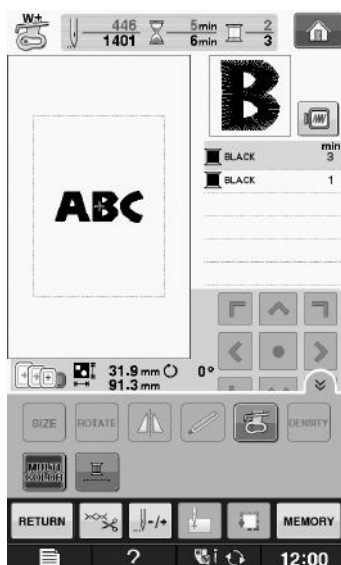 W+
446 5min 2
1401 6min 3
B
min
BLACK 3
BLACK 1
ABC
31.9mm 0°
91.3mm
SIZE ROTATE DENSITY
MULTI COLOR
RETURN -/+ MEMORY
? i 12:00